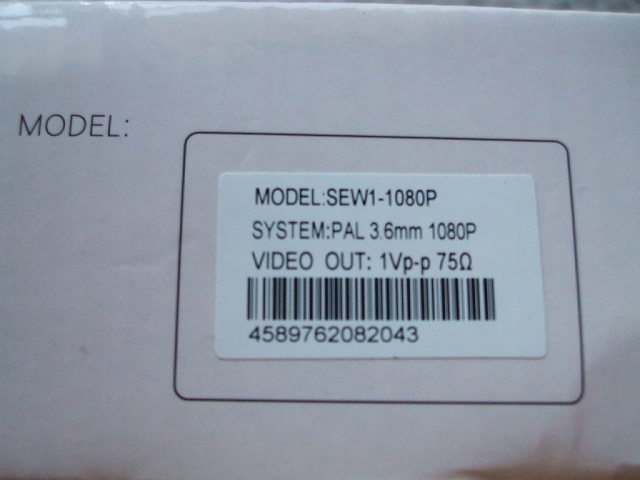 MODEL:
MODEL:SEW1-1080P
SYSTEM:PAL 3.6mm 1080P
VIDEO OUT: 1Vp-p 75Ω
4589762082043